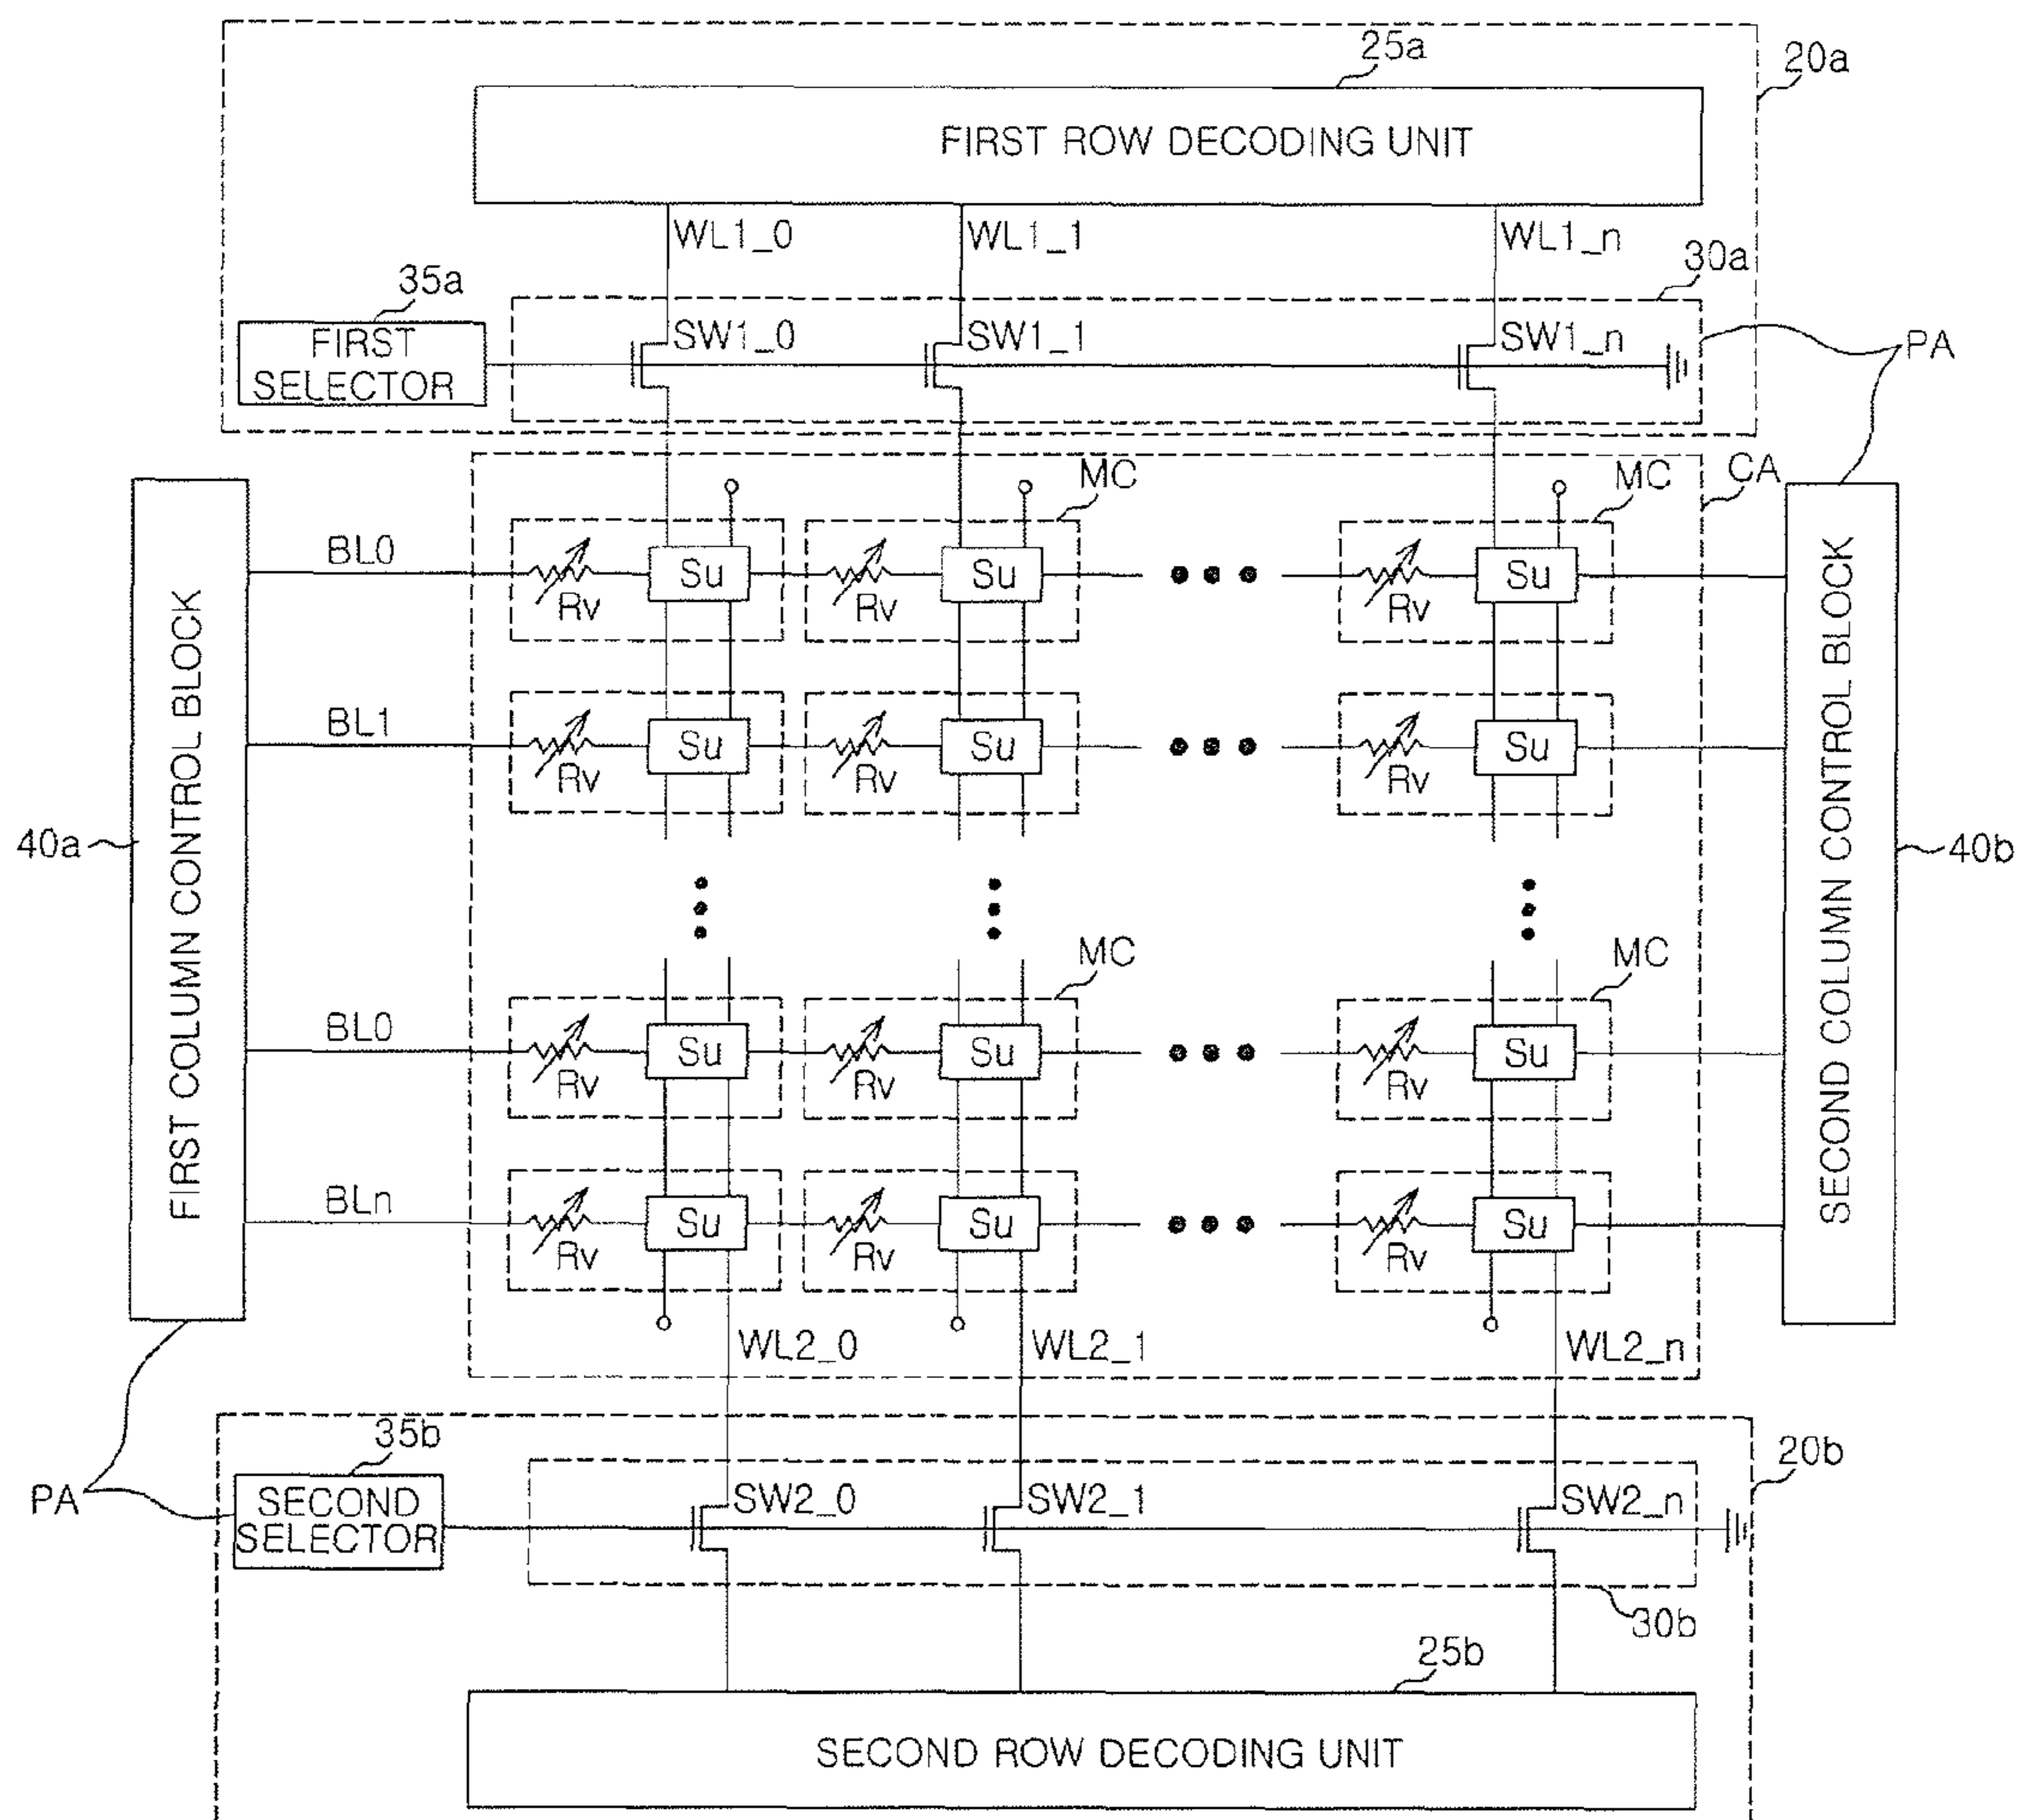 25a
20a
FIRST ROW DECODING UNIT
WL1_0 WL1_1 WL1_n
35a 30a
FIRST
SELECTOR
SW1_0 SW1_1 SW1_n
PA
MC MC CA
BL0
Su Su Su
Rv Rv Rv
BL1
Su Su Su
Rv Rv Rv
FIRST COLUMN CONTROL BLOCK
SECOND COLUMN CONTROL BLOCK
40a 40b
MC MC
BL0
Su Su Su
Rv Rv Rv
BLn
Su Su Su
Rv Rv Rv
WL2_0 WL2_1 WL2_n
35b 20b
PA
SECOND
SELECTOR
SW2_0 SW2_1 SW2_n
30b
25b
SECOND ROW DECODING UNIT